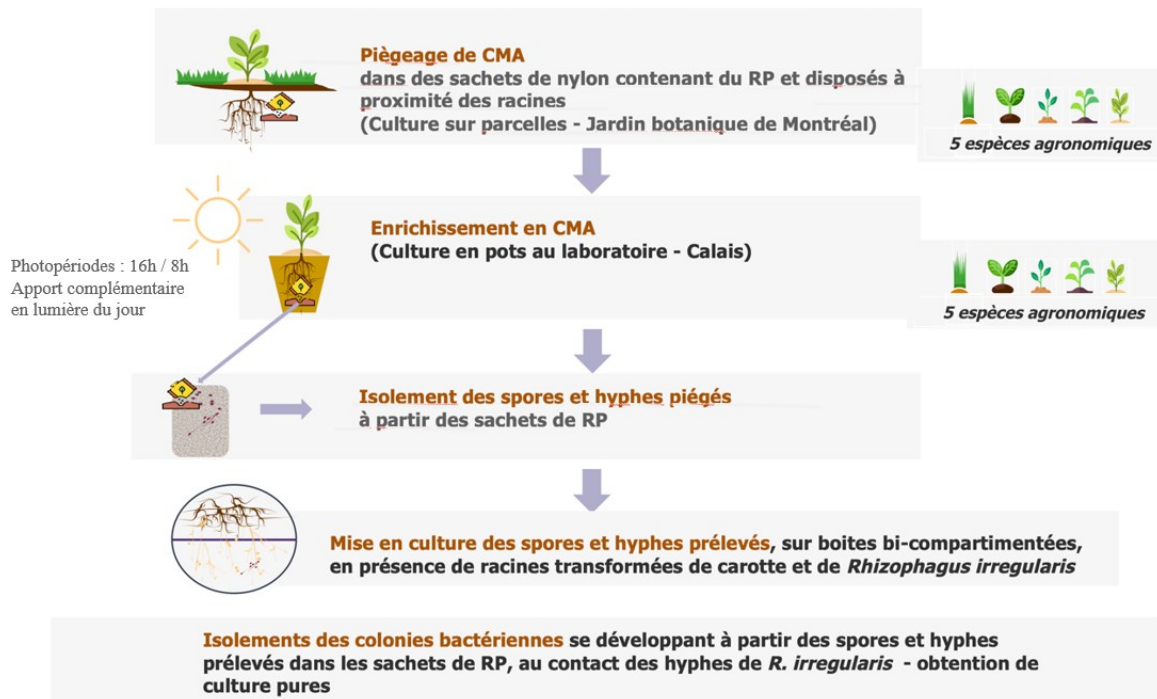 Piègeage de CMA
dans des sachets de nylon contenant du RP et disposés à
proximité des racines
(Culture sur parcelles - Jardin botanique de Montréal)
5 espèces agronomiques
Enrichissement en CMA
(Culture en pots au laboratoire - Calais)
Photopériodes : 16h / 8h
Apport complémentaire
en lumière du jour
5 espèces agronomiques
Isolement des spores et hyphes piégés
à partir des sachets de RP
Mise en culture des spores et hyphes prélevés, sur boites bi-compartimentées,
en présence de racines transformées de carotte et de Rhizophagus irregularis
Isolements des colonies bactériennes se développant à partir des spores et hyphes
prélevés dans les sachets de RP, au contact des hyphes de R. irregularis - obtention de
culture pures